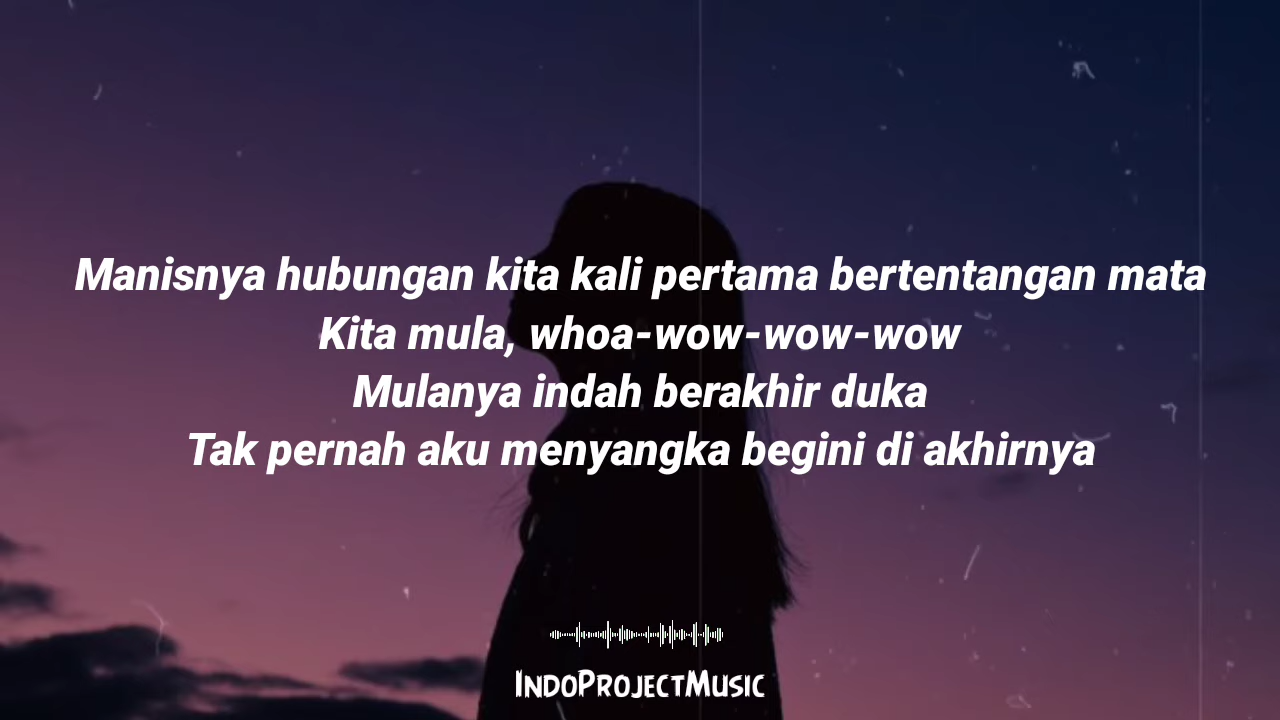 Manisnya hubungan kita kali pertama bertentangan mata
Kita mula, whoa-wow-wow-wow
Mulanya indah berakhir duka
Tak pernah aku menyangka begini di akhirnya
IndoProjectMusic